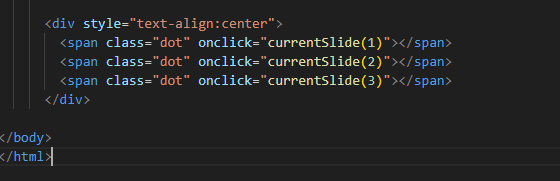 <div style="text-align:center">
<span class="dot" onclick="currentSlide(1)"></span>
<span class="dot" onclick="currentSlide(2)"></span>
<span class="dot" onclick="currentSlide(3)"></span>
</div>
</body>
</html>